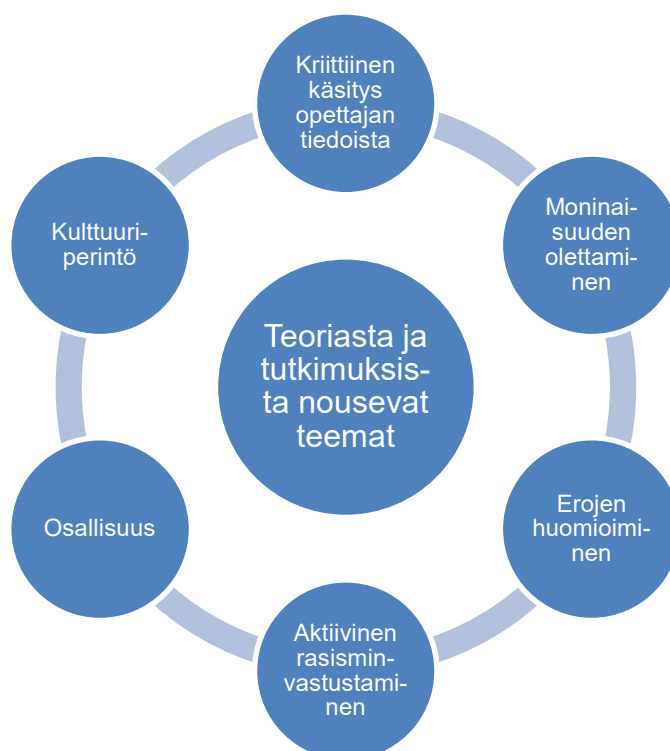 Kriittiinen
käsitys
opettajan
tiedoista
Moninai-
suuden
olettami-
nen
Erojen
huomioimi-
nen
Aktiivinen
rasismin-
vastustami-
nen
Osallisuus
Kulttuuri-
perintö
Teoriasta ja
tutkimuksis-
ta nousevat
teemat